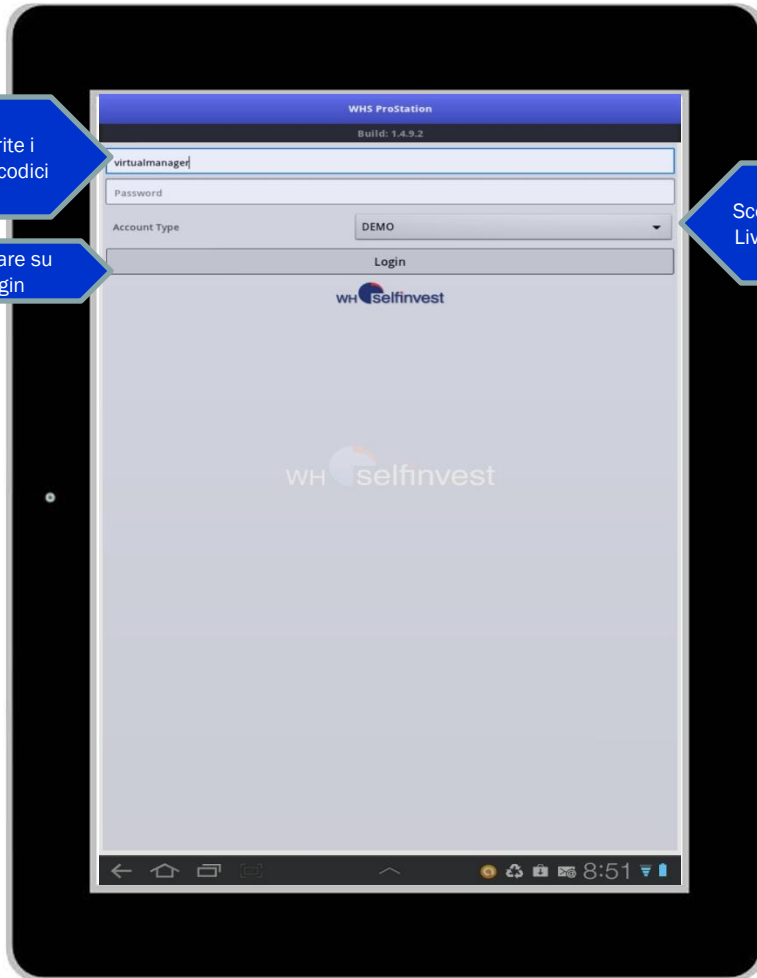 WHS ProStation
Build: 1.4.9.2
rite i
codici
virtualmanager
Password
Account Type
DEMO
Sce
Liv
are su
gin
Login
WH selfinvest
WH selfinvest
8:51